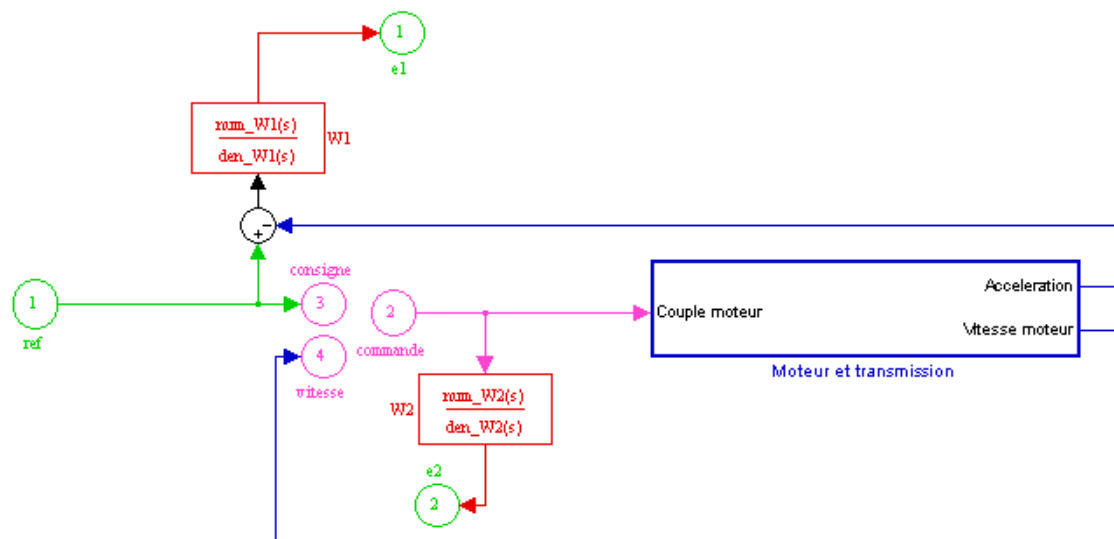 1
e1
num_W1(s)
den_W1(s)
W1
+
-
consigne
1
3
2
ref
4
commande
vitesse
Acceleration
Couple moteur
Vitesse moteur
Moteur et transmission
W2
num_W2(s)
den_W2(s)
e2
2